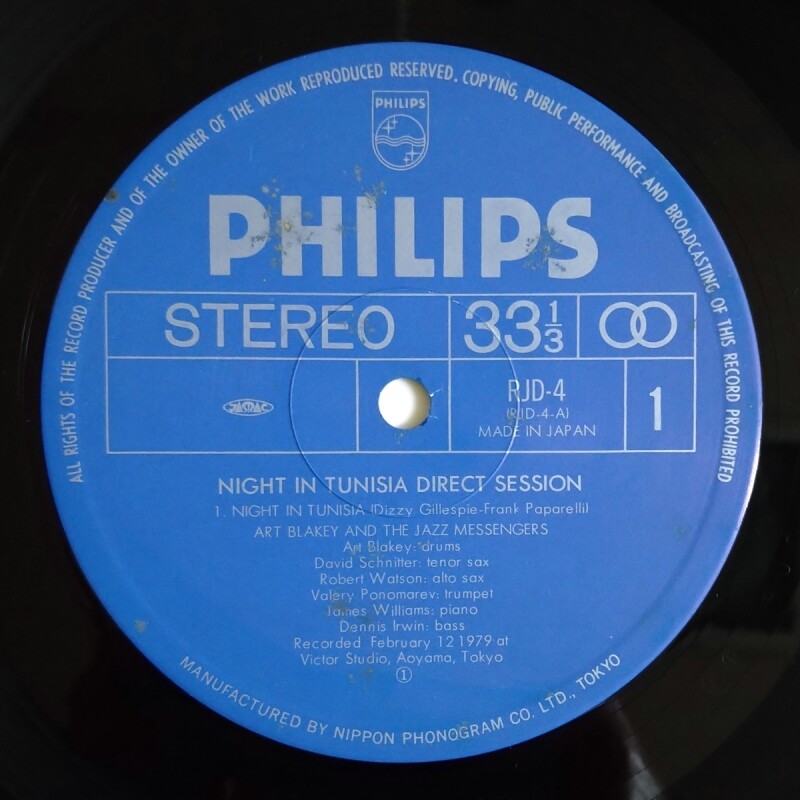 ALL RIGHTS OF THE RECORD PRODUCER AND OF THE OWNER OF THE WORK REPRODUCED RESERVED. COPYING, PUBLIC PERFORMANCE AND BROADCASTING OF THIS RECORD PROHIBITED
PHILIPS
PHILIPS
STEREO 33 1/3
JASRAC
RJD-4
(RJD-4-A)
MADE IN JAPAN
1
NIGHT IN TUNISIA DIRECT SESSION
1. NIGHT IN TUNISIA (Dizzy Gillespie-Frank Paparelli)
ART BLAKEY AND THE JAZZ MESSENGERS
Art Blakey: drums
David Schnitter: tenor sax
Robert Watson: alto sax
Valery Ponomarev: trumpet
James Williams: piano
Dennis Irwin: bass
Recorded February 12 1979 at
Victor Studio, Aoyama, Tokyo
①
MANUFACTURED BY NIPPON PHONOGRAM CO. LTD., TOKYO